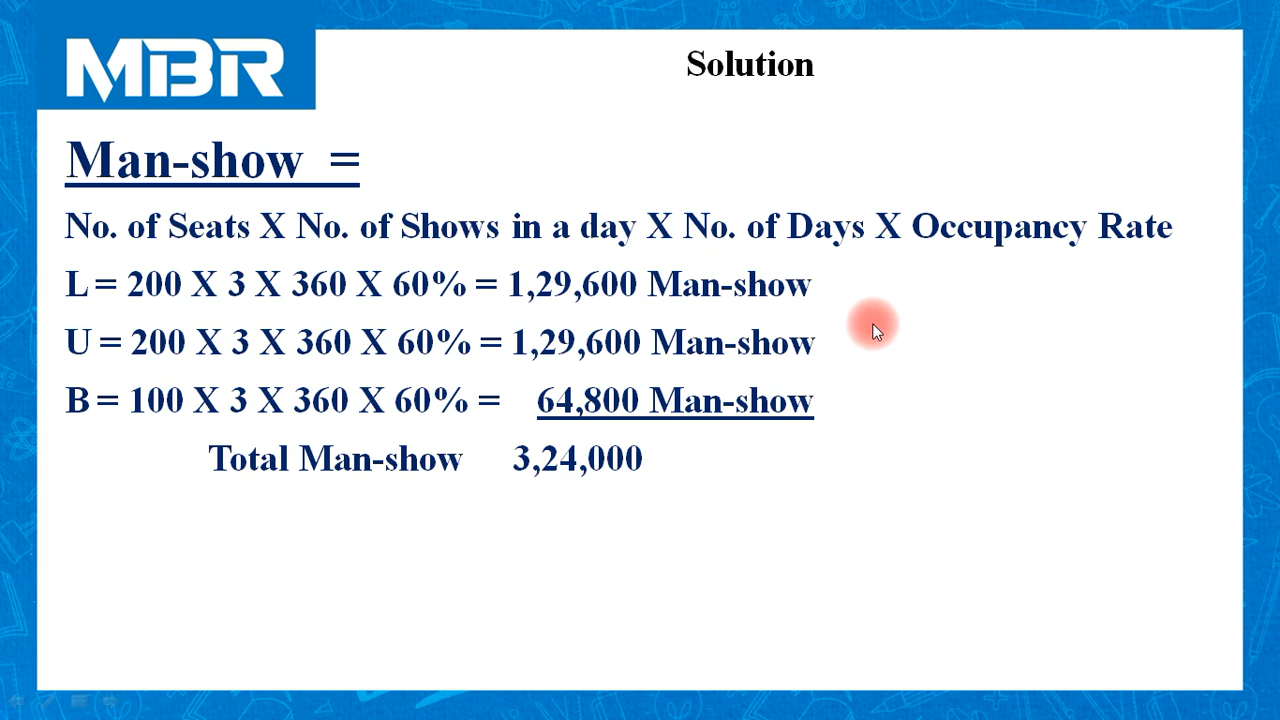 MBR
Solution
Man-show =
No. of Seats X No. of Shows in a day X No. of Days X Occupancy Rate
L = 200 X 3 X 360 X 60% = 1,29,600 Man-show
U = 200 X 3 X 360 X 60% = 1,29,600 Man-show
B = 100 X 3 X 360 X 60% = 64,800 Man-show
Total Man-show 3,24,000